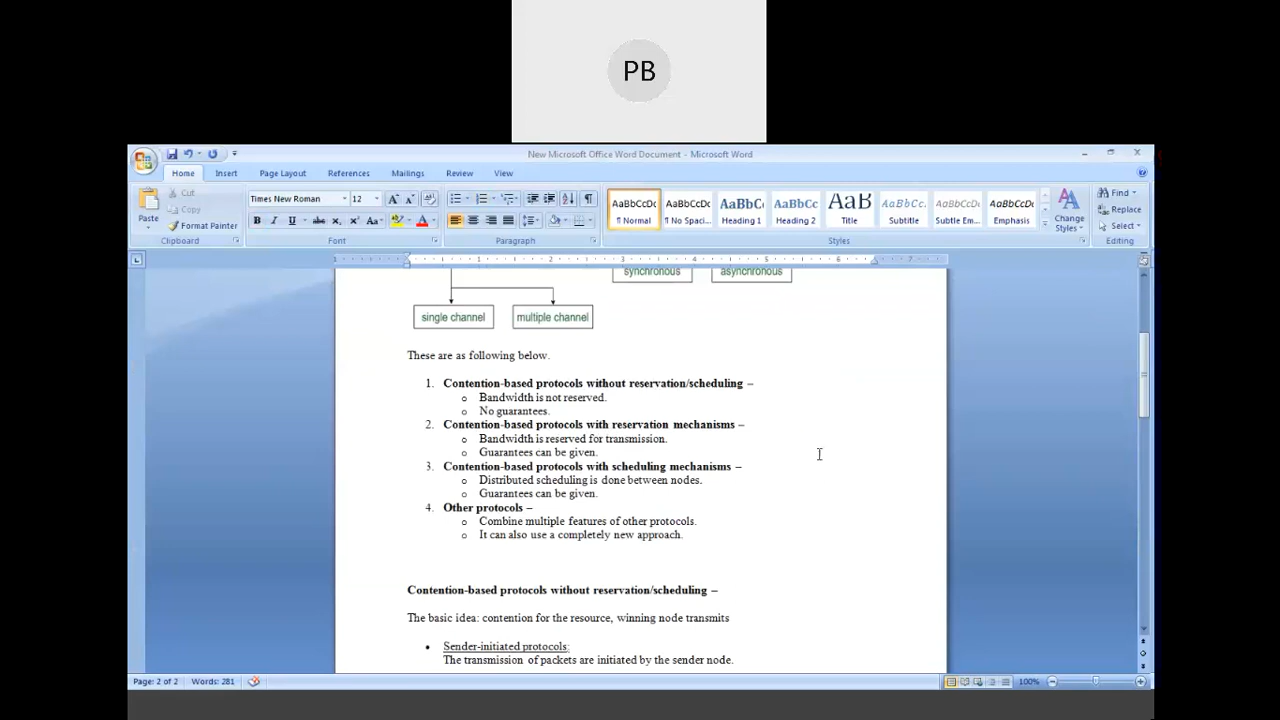 PB
New Microsoft Office Word Document - Microsoft Word
Home Insert Page Layout References Mailings Review View
Paste
Cut
Copy
Format Painter
Clipboard
Times New Roman 12
Font
Paragraph
AaBbCcDc AaBbCcDc AaBbC AaBbCc AaB AaBbCc. AaBbCcDc AaBbCcDc
¶ Normal ¶ No Spaci... Heading 1 Heading 2 Title Subtitle Subtle Em... Emphasis
Change Styles
Styles
Find
Replace
Select
Editing
synchronous asynchronous
single channel multiple channel
These are as following below.
1. Contention-based protocols without reservation/scheduling –
o Bandwidth is not reserved.
o No guarantees.
2. Contention-based protocols with reservation mechanisms –
o Bandwidth is reserved for transmission.
o Guarantees can be given.
3. Contention-based protocols with scheduling mechanisms –
o Distributed scheduling is done between nodes.
o Guarantees can be given.
4. Other protocols –
o Combine multiple features of other protocols.
o It can also use a completely new approach.
Contention-based protocols without reservation/scheduling –
The basic idea: contention for the resource, winning node transmits
• Sender-initiated protocols:
The transmission of packets are initiated by the sender node.
Page: 2 of 2 Words: 281 100%